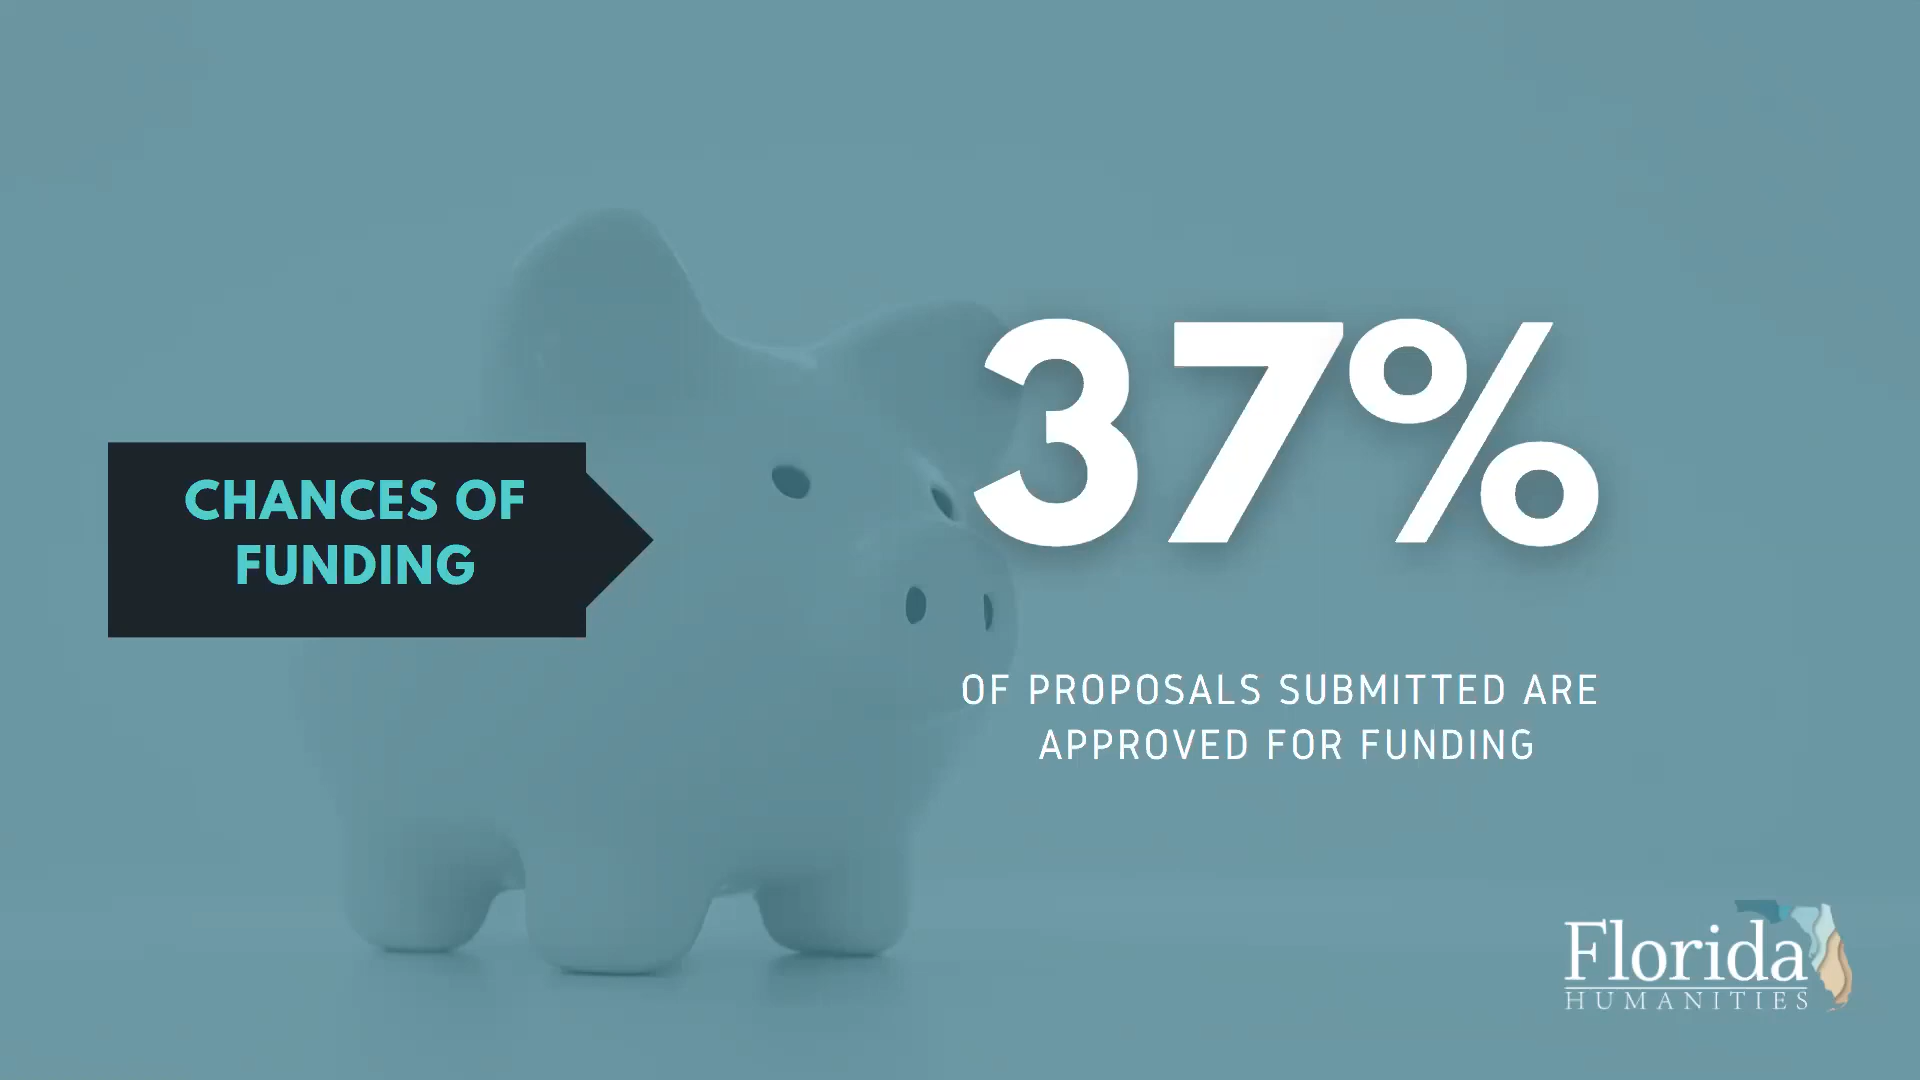 CHANCES OF
FUNDING
37%
OF PROPOSALS SUBMITTED ARE
APPROVED FOR FUNDING
Florida
HUMANITIES